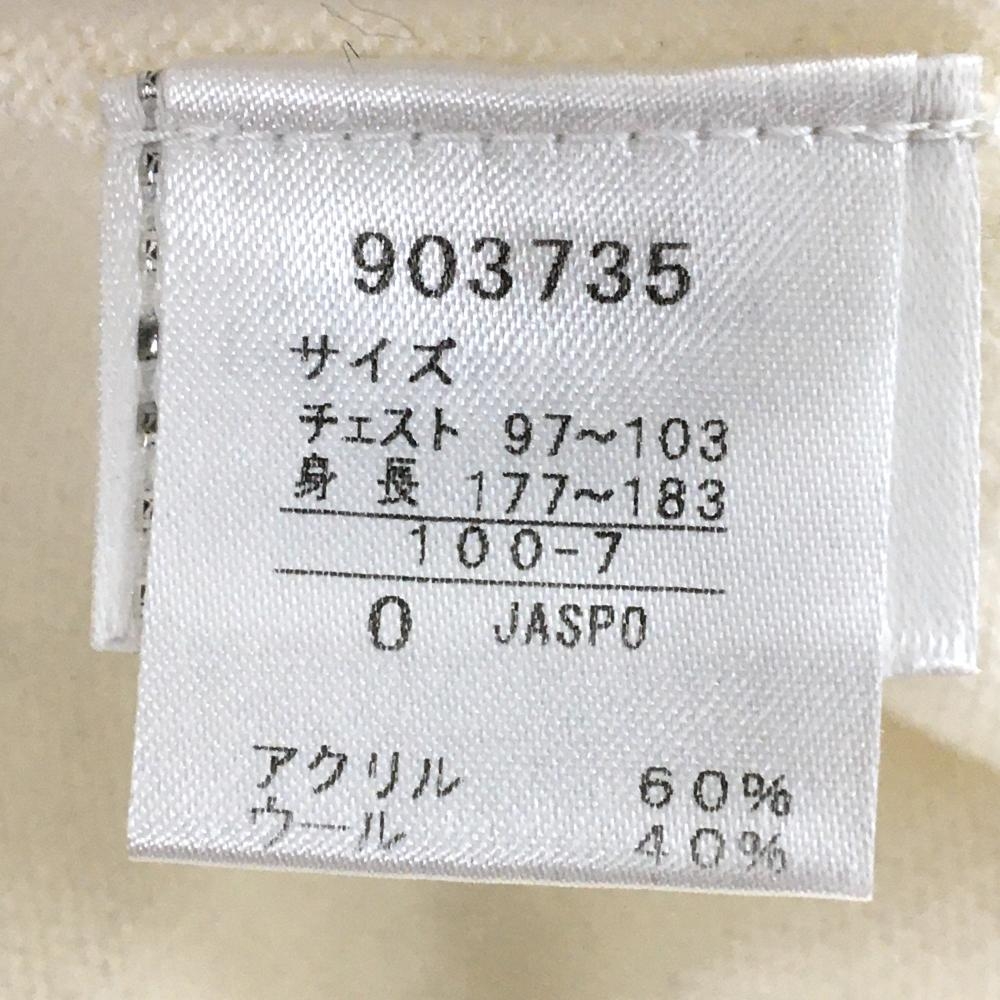 903735
サイズ
チェスト 97〜103
身長 177〜183
100-7
O JASPO
アクリル 60%
ウール 40%